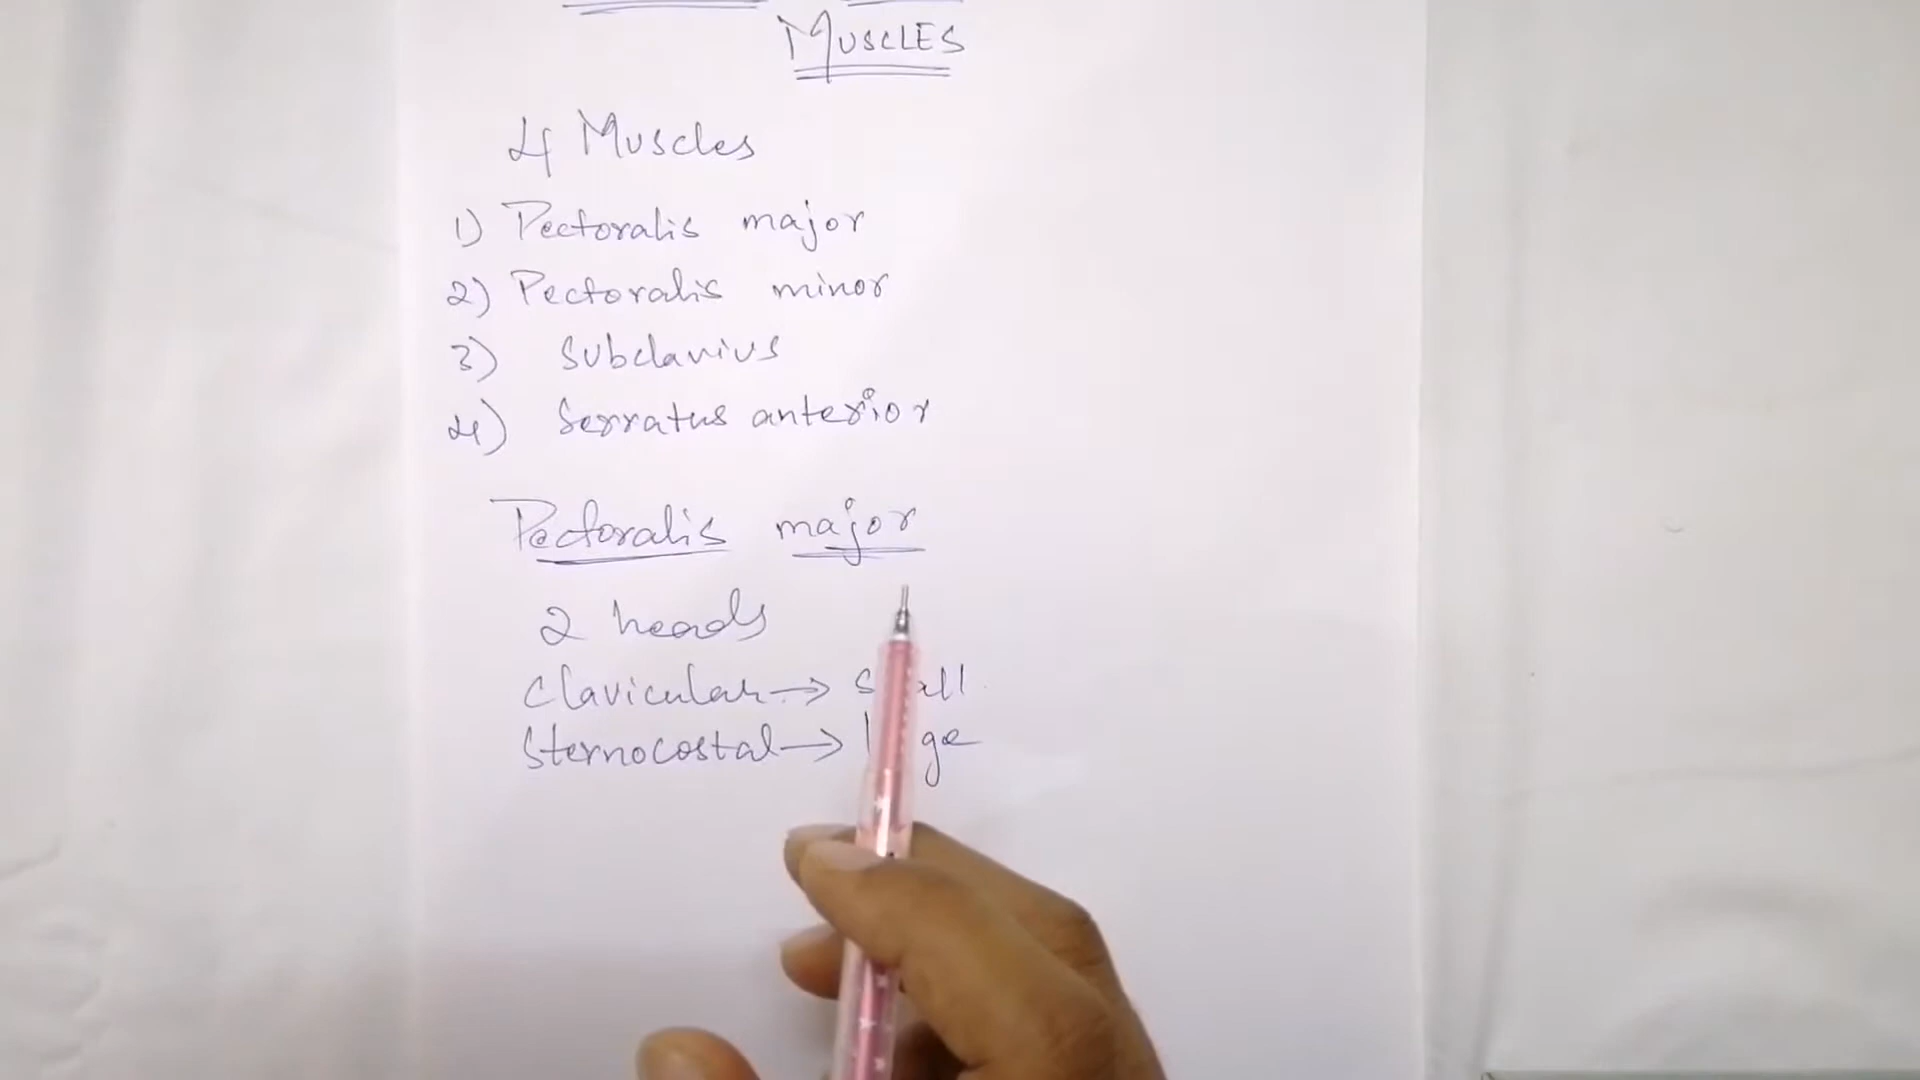 MUSCLES
4 Muscles
1) Pectoralis major
2) Pectoralis minor
3) Subclavius
4) Serratus anterior
Pectoralis major
2 heads
Clavicular →
Sternocostal →